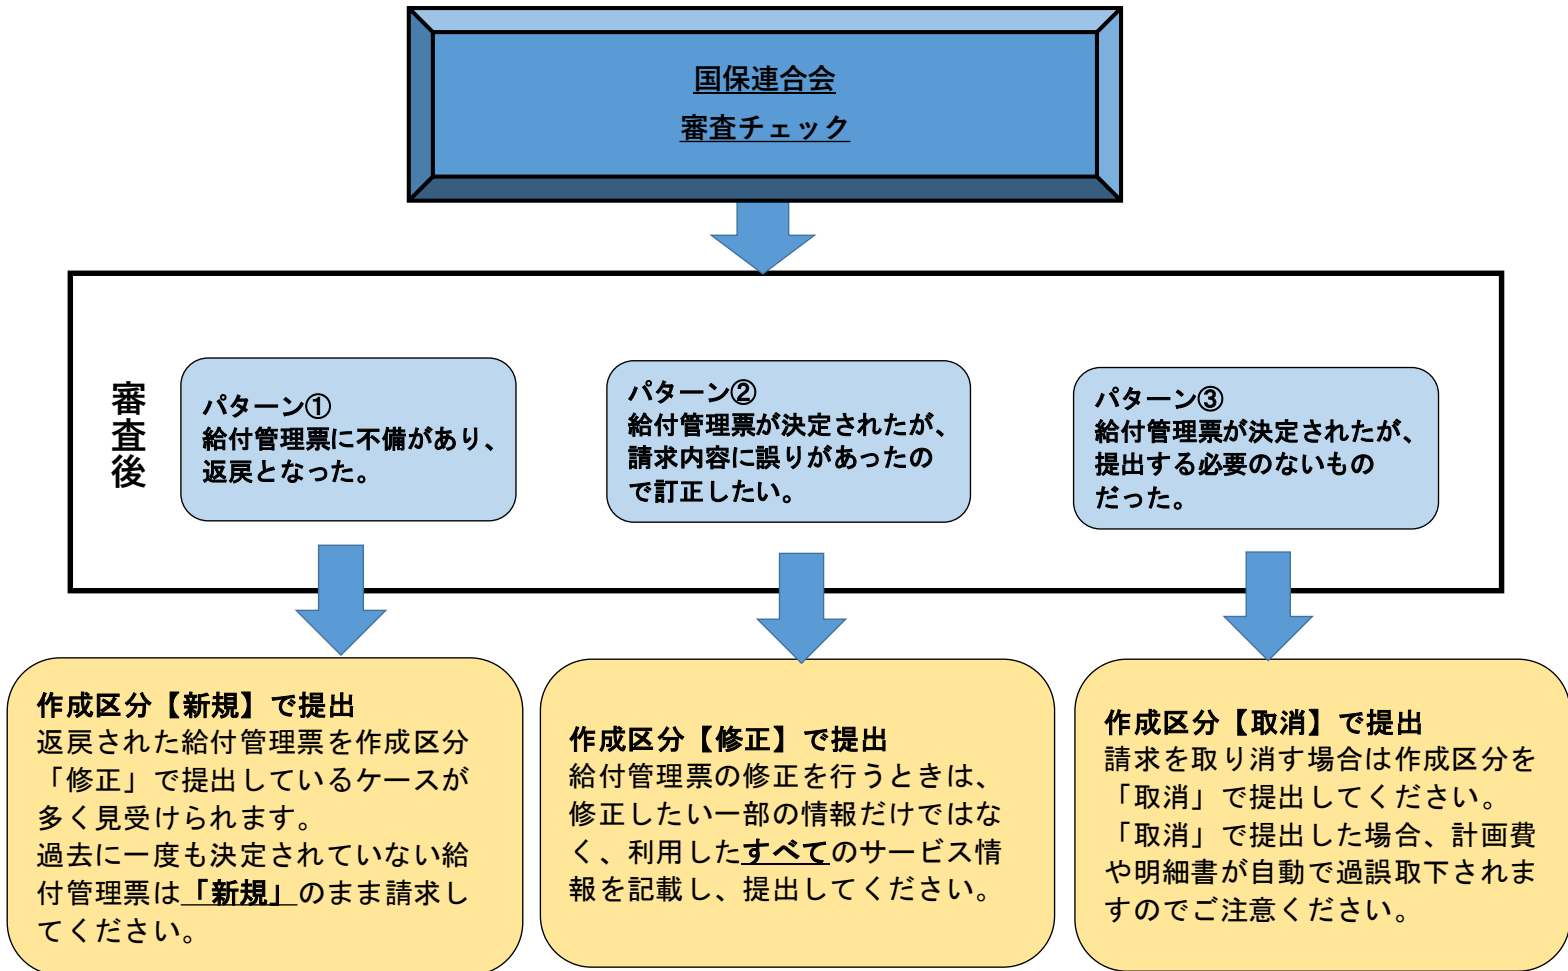 国保連合会
審査チェック
審査後
パターン①
給付管理票に不備があり、
返戻となった。
パターン②
給付管理票が決定されたが、
請求内容に誤りがあったの
で訂正したい。
パターン③
給付管理票が決定されたが、
提出する必要のないもの
だった。
作成区分【新規】で提出
返戻された給付管理票を作成区分
「修正」で提出しているケースが
多く見受けられます。
過去に一度も決定されていない給
付管理票は「新規」のまま請求し
てください。
作成区分【修正】で提出
給付管理票の修正を行うときは、
修正したい一部の情報だけではな
く、利用したすべてのサービス情
報を記載し、提出してください。
作成区分【取消】で提出
請求を取り消す場合は作成区分を
「取消」で提出してください。
「取消」で提出した場合、計画費
や明細書が自動で過誤取下されま
すのでご注意ください。